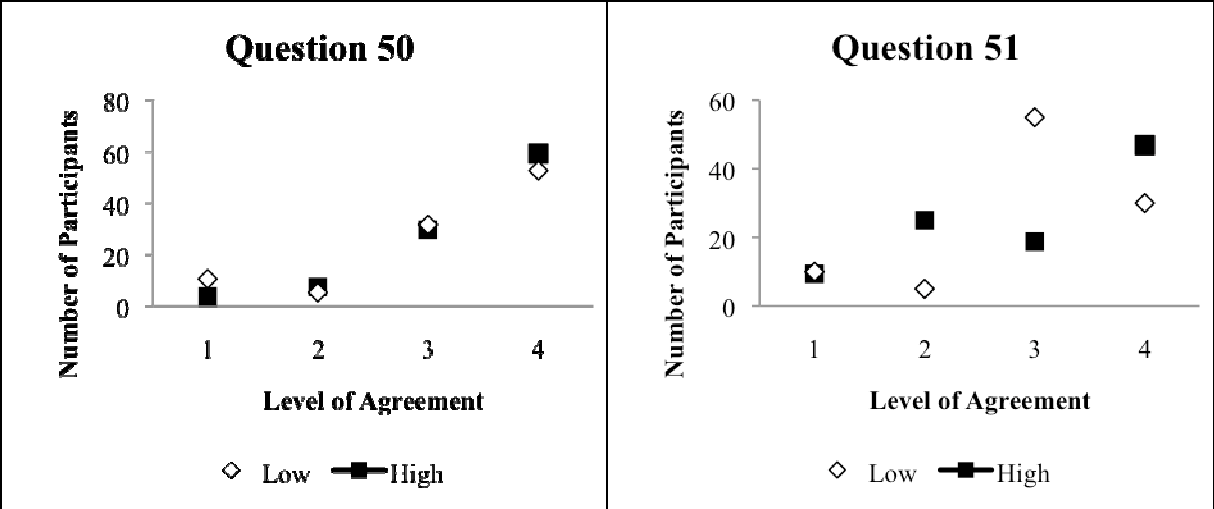 Question 50
Number of Participants
80
60
40
20
0
1 2 3 4
Level of Agreement
Low High
Question 51
Number of Participants
60
40
20
0
1 2 3 4
Level of Agreement
Low High